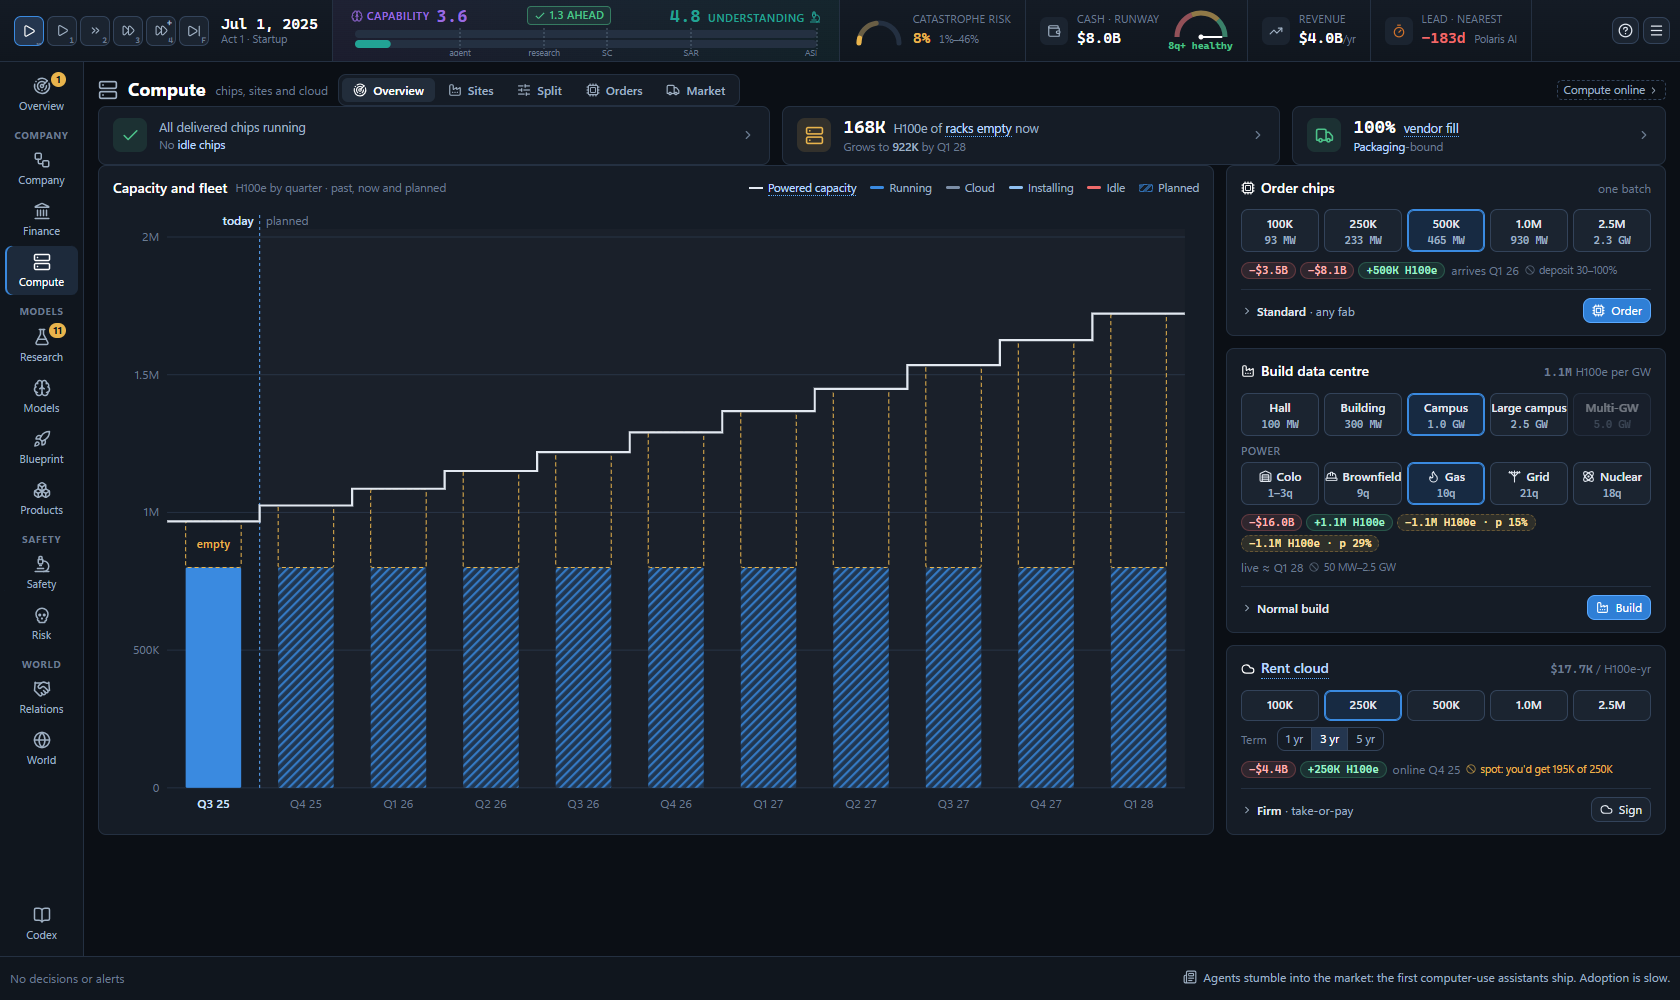 1
2
3
4
F
Jul 1, 2025
Act 1 · Startup
CAPABILITY 3.6
✓ 1.3 AHEAD
4.8 UNDERSTANDING
agent research SC SAR ASI
CATASTROPHE RISK
8% 1%–46%
CASH · RUNWAY
$8.0B
8q+ healthy
REVENUE
$4.0B/yr
LEAD · NEAREST
−183d Polaris AI
1
Overview
COMPANY
Company
Finance
Compute
MODELS
11
Research
Models
Blueprint
Products
SAFETY
Safety
Risk
WORLD
Relations
World
Codex
Compute chips, sites and cloud
Overview Sites Split Orders Market
Compute online ›
All delivered chips running
No idle chips
168K H100e of racks empty now
Grows to 922K by Q1 28
100% vendor fill
Packaging-bound
Capacity and fleet H100e by quarter · past, now and planned
Powered capacity Running Cloud Installing Idle Planned
today planned
2M
1.5M
1M
500K
0
empty
Q3 25 Q4 25 Q1 26 Q2 26 Q3 26 Q4 26 Q1 27 Q2 27 Q3 27 Q4 27 Q1 28
Order chips one batch
100K 250K 500K 1.0M 2.5M
93 MW 233 MW 465 MW 930 MW 2.3 GW
−$3.5B −$8.1B +500K H100e arrives Q1 26 deposit 30–100%
Standard · any fab
Order
Build data centre 1.1M H100e per GW
Hall Building Campus Large campus Multi-GW
100 MW 300 MW 1.0 GW 2.5 GW 5.0 GW
POWER
Colo Brownfield Gas Grid Nuclear
1–3q 9q 10q 21q 18q
−$16.0B +1.1M H100e −1.1M H100e · p 15%
−1.1M H100e · p 29%
live ≈ Q1 28 50 MW–2.5 GW
Normal build
Build
Rent cloud $17.7K / H100e-yr
100K 250K 500K 1.0M 2.5M
Term 1 yr 3 yr 5 yr
−$4.4B +250K H100e online Q4 25 spot: you'd get 195K of 250K
Firm · take-or-pay
Sign
No decisions or alerts
Agents stumble into the market: the first computer-use assistants ship. Adoption is slow.